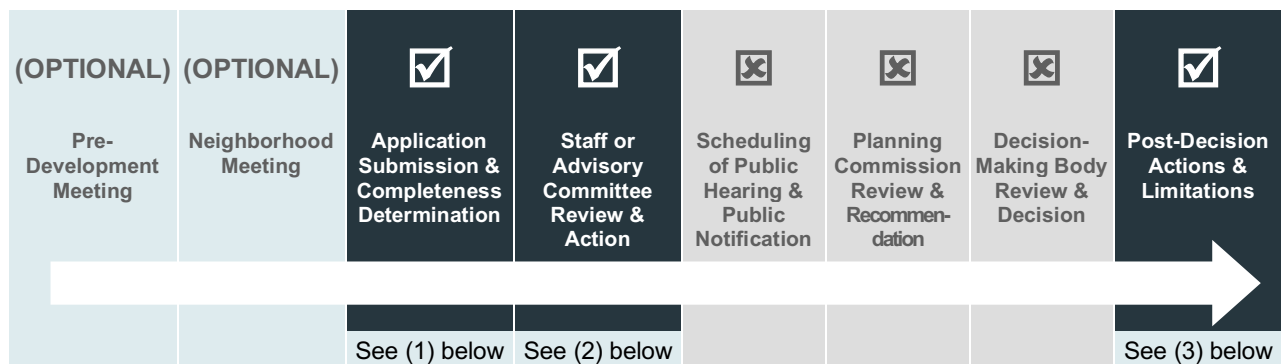 (OPTIONAL)
Pre-
Development
Meeting
(OPTIONAL)
Neighborhood
Meeting
Application
Submission &
Completeness
Determination
See (1) below
Staff or
Advisory
Committee
Review &
Action
See (2) below
Scheduling
of Public
Hearing &
Public
Notification
Planning
Commission
Review &
Recommen-
dation
Decision-
Making Body
Review &
Decision
Post-Decision
Actions &
Limitations
See (3) below